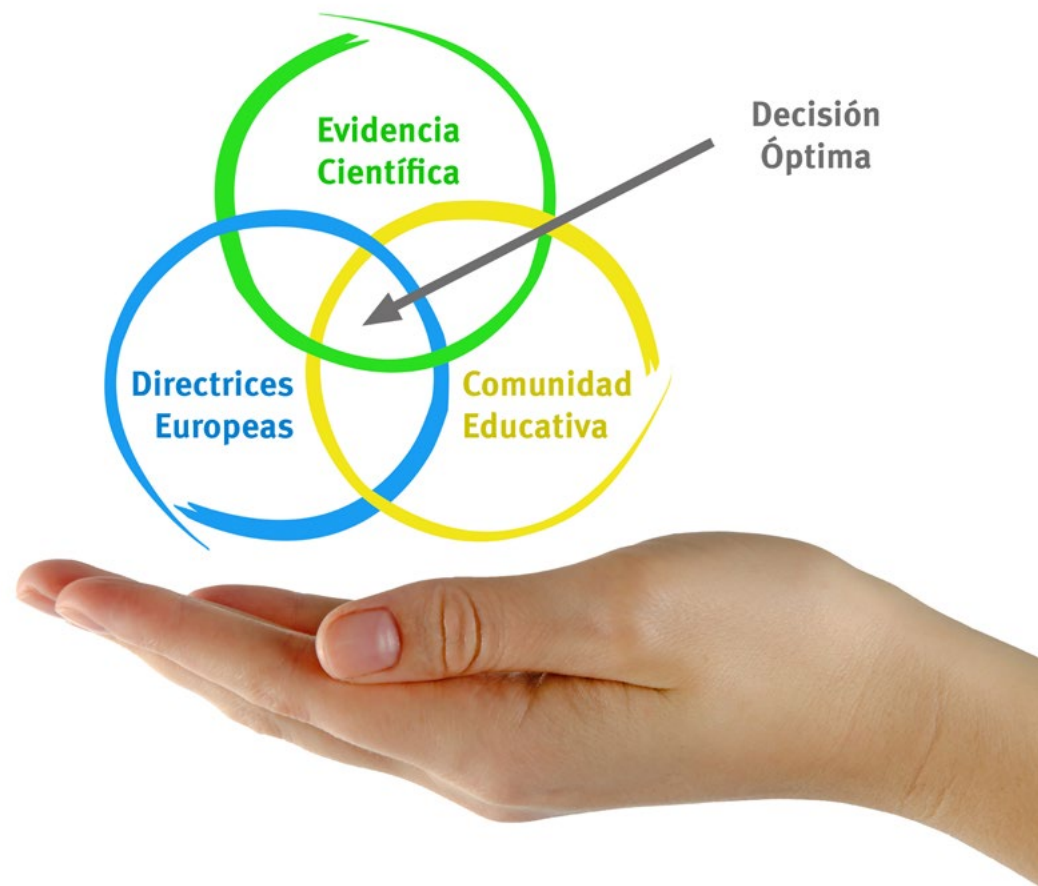 Evidencia
Científica
Decisión
Óptima
Directrices
Europeas
Comunidad
Educativa